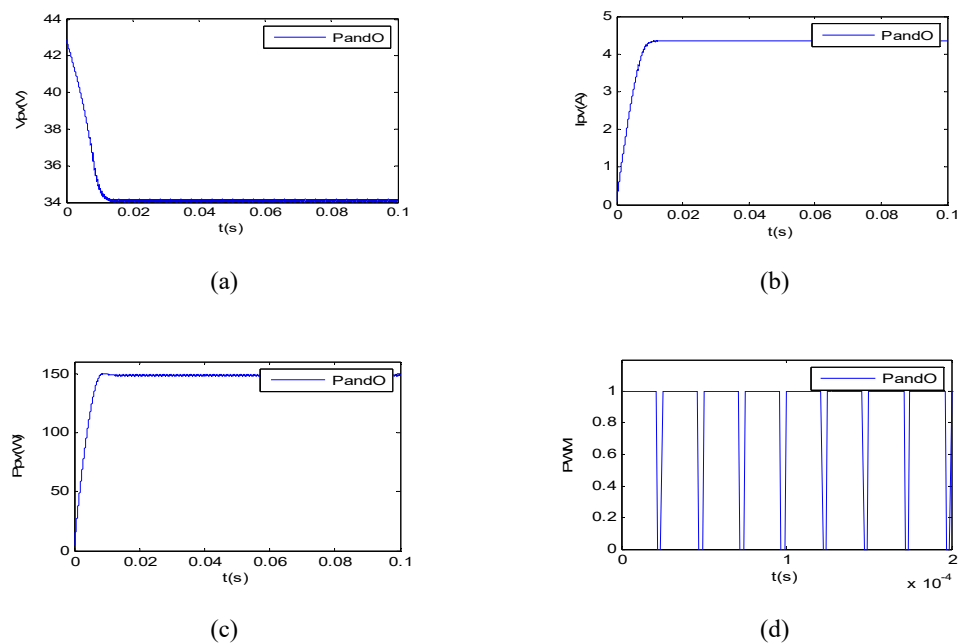 44
42
40
38
36
34
Vpv(V)
PandO
0
0.02
0.04
0.06
0.08
0.1
t(s)
(a)
5
4
3
2
1
0
Ipv(A)
PandO
0
0.02
0.04
0.06
0.08
0.1
t(s)
(b)
150
100
50
0
Ppv(W)
PandO
0
0.02
0.04
0.06
0.08
0.1
t(s)
(c)
1
0.8
0.6
0.4
0.2
0
PWM
PandO
0
1
2
t(s)
x 10⁻⁴
(d)